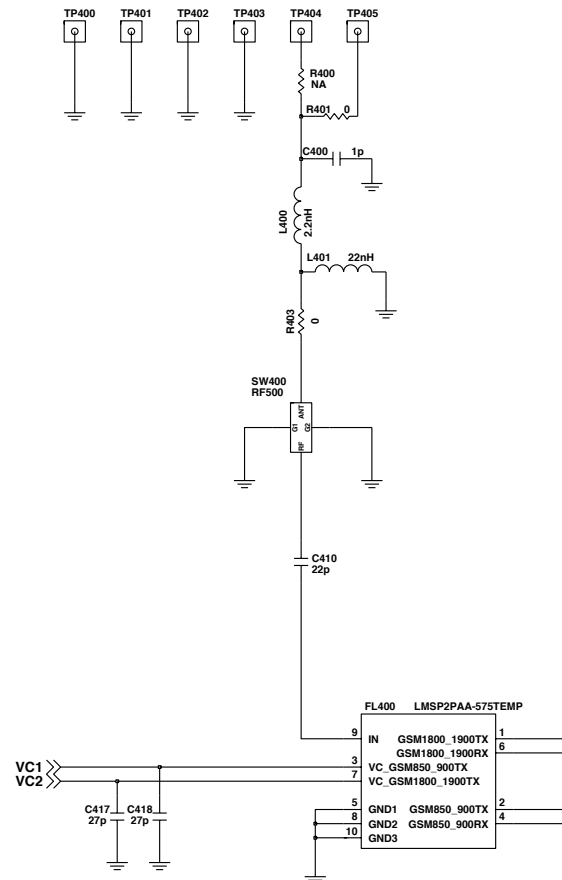 TP400 TP401 TP402 TP403 TP404 TP405
R400
NA
R401 0
C400 1p
L400
2.2nH
L401 22nH
R403
0
SW400
RF500
ANT
G1 G2
RF
C410
22p
FL400 LMSP2PAA-575TEMP
9 IN GSM1800_1900TX 1
GSM1800_1900RX 6
VC1 3 VC_GSM850_900TX
VC2 7 VC_GSM1800_1900TX
5 GND1 GSM850_900TX 2
8 GND2 GSM850_900RX 4
10 GND3
C417 C418
27p 27p